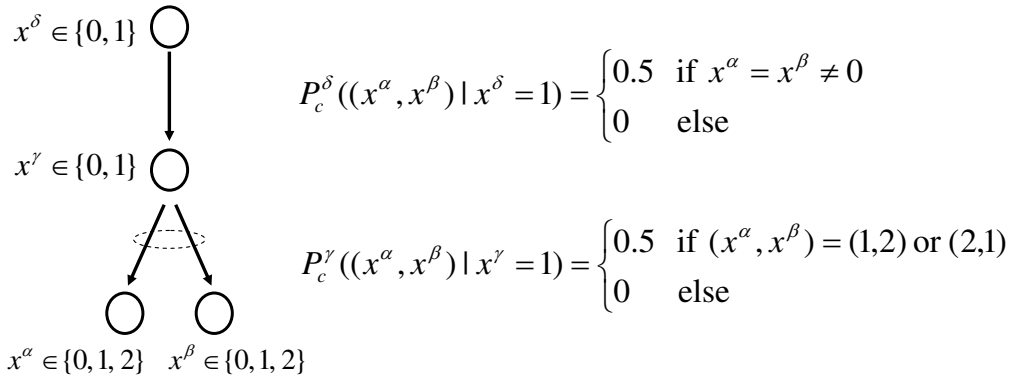 x^δ ∈ {0,1}
P_c^δ((x^α, x^β) | x^δ = 1) = { 0.5 if x^α = x^β ≠ 0
0 else
x^γ ∈ {0,1}
P_c^γ((x^α, x^β) | x^γ = 1) = { 0.5 if (x^α, x^β) = (1,2) or (2,1)
0 else
x^α ∈ {0,1,2} x^β ∈ {0,1,2}